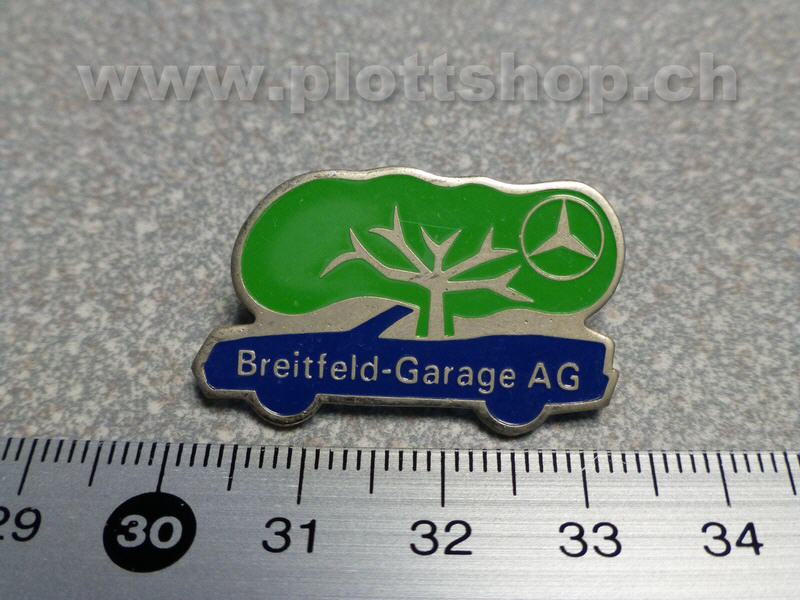 www.plottshop.ch
Breitfeld-Garage AG
29 30 31 32 33 34